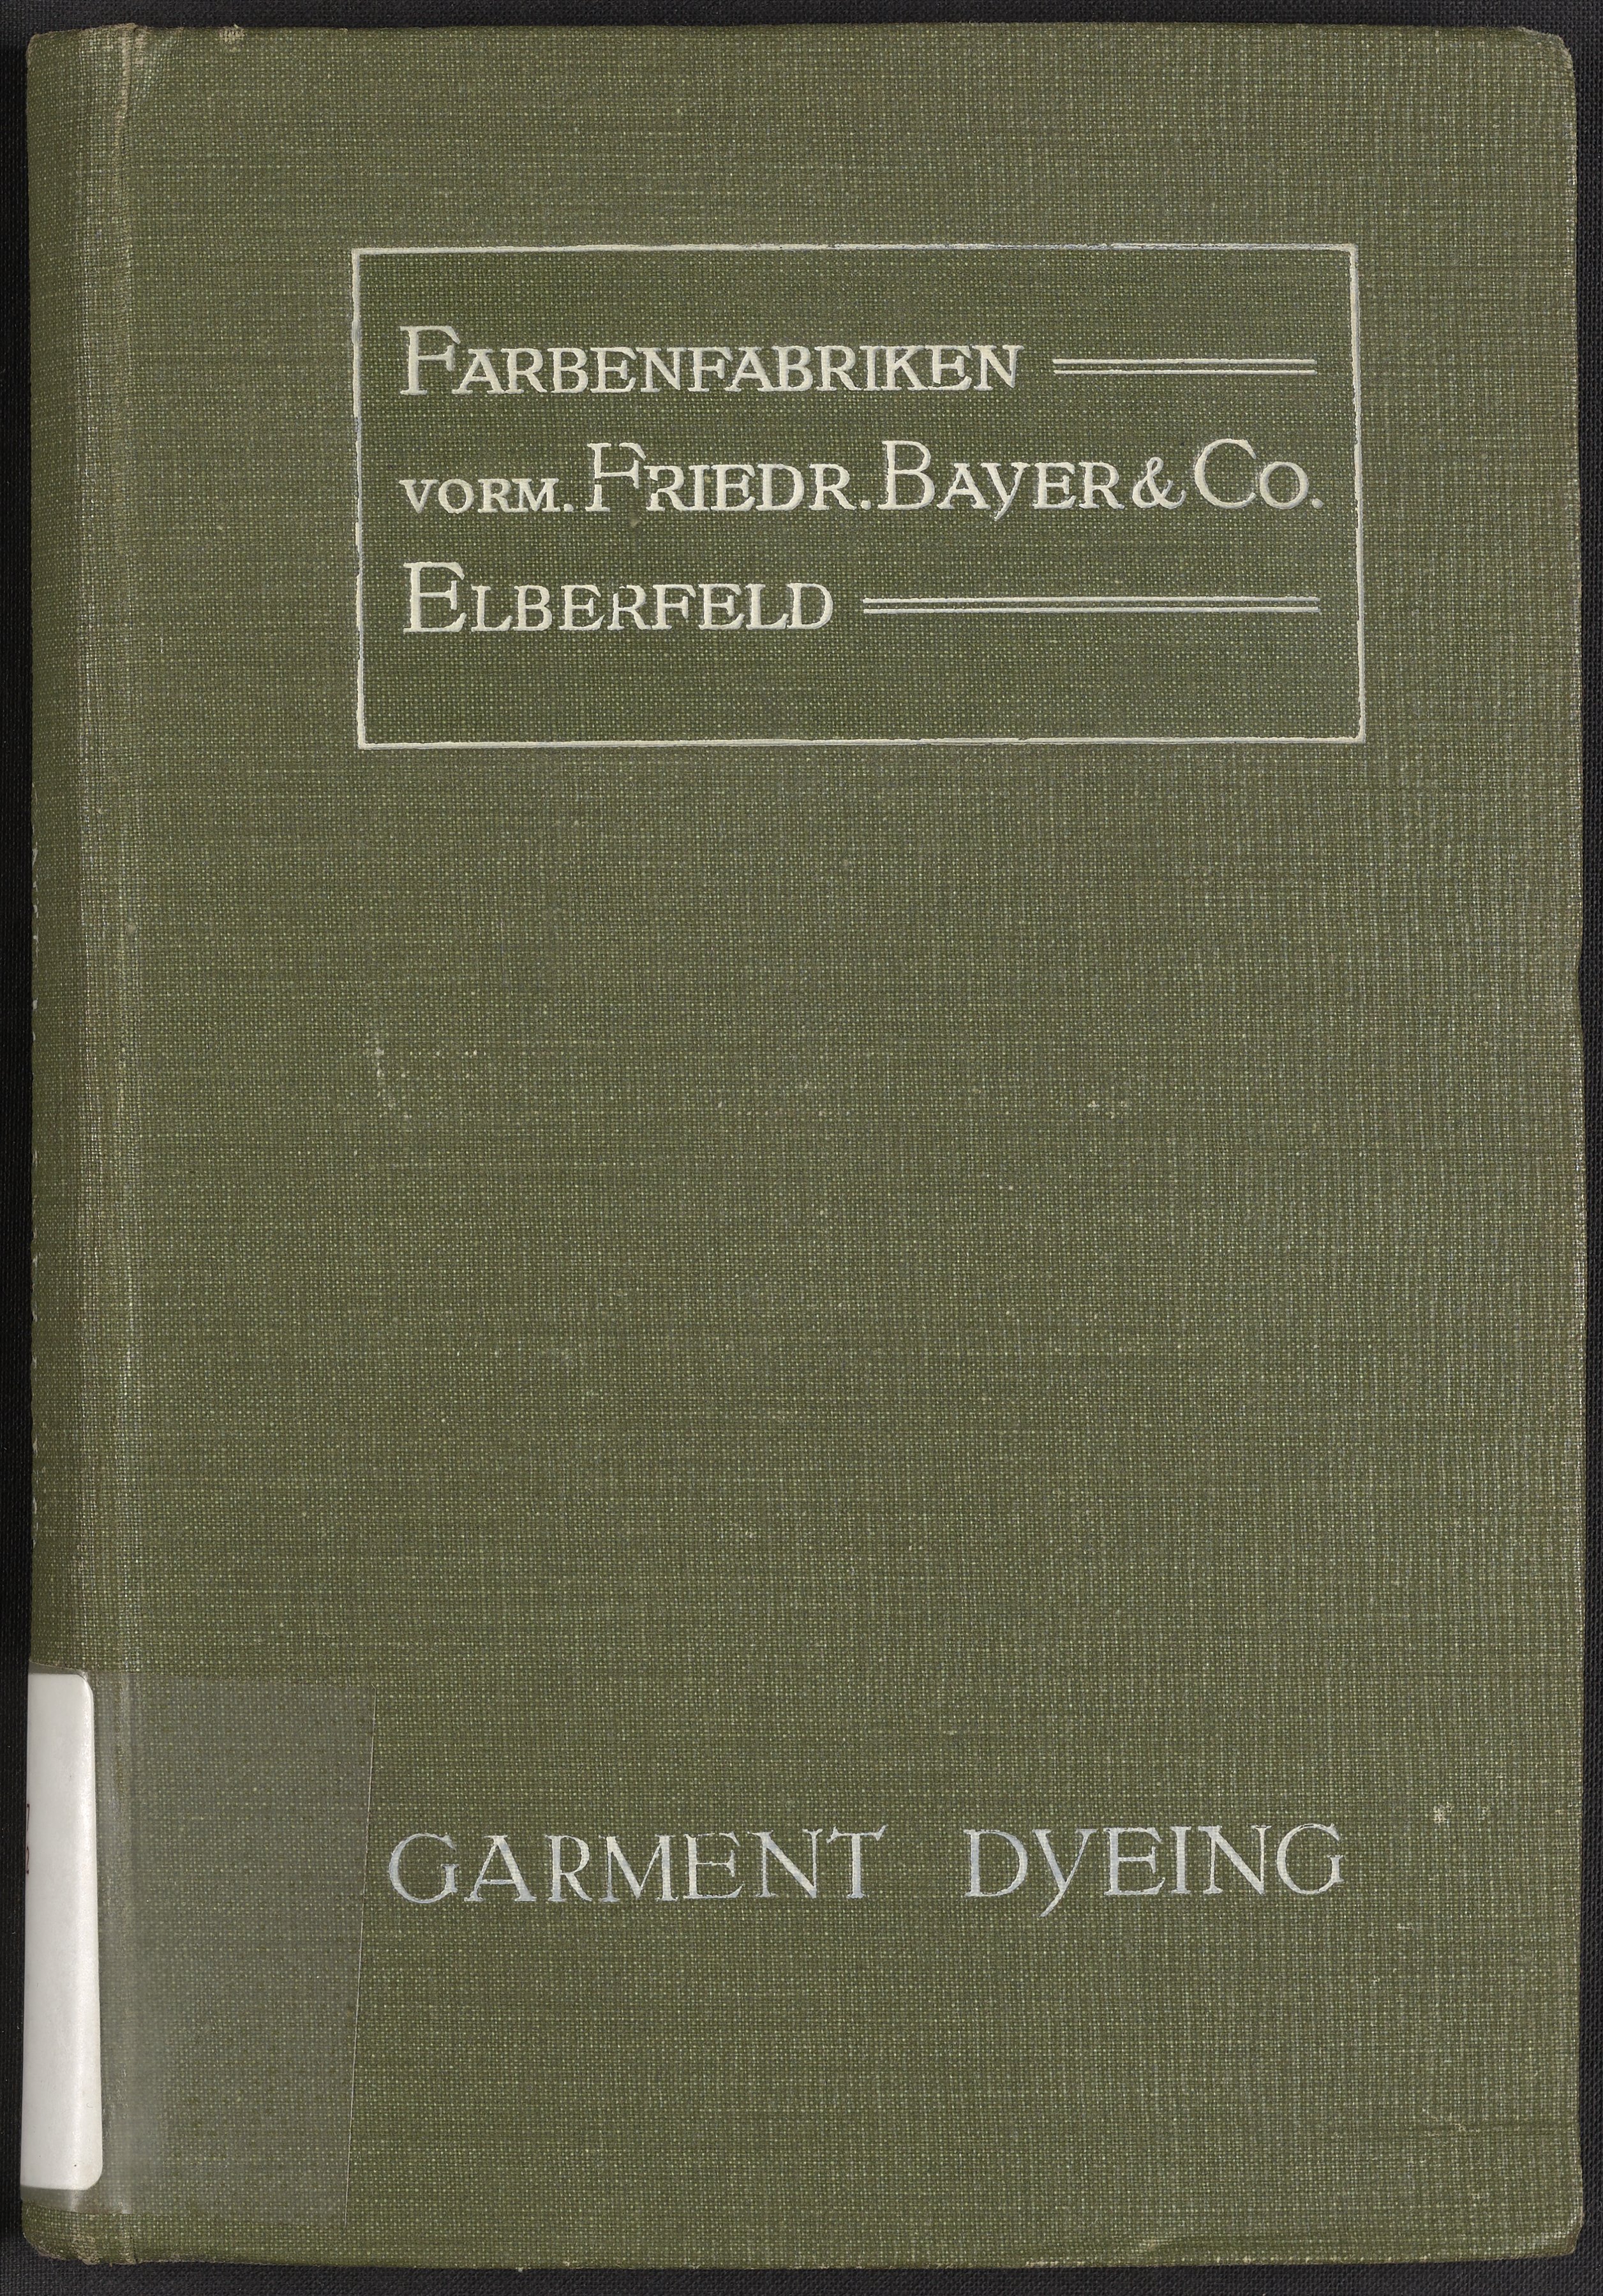 FARBENFABRIKEN
VORM. FRIEDR. BAYER & CO.
ELBERFELD
GARMENT DYEING